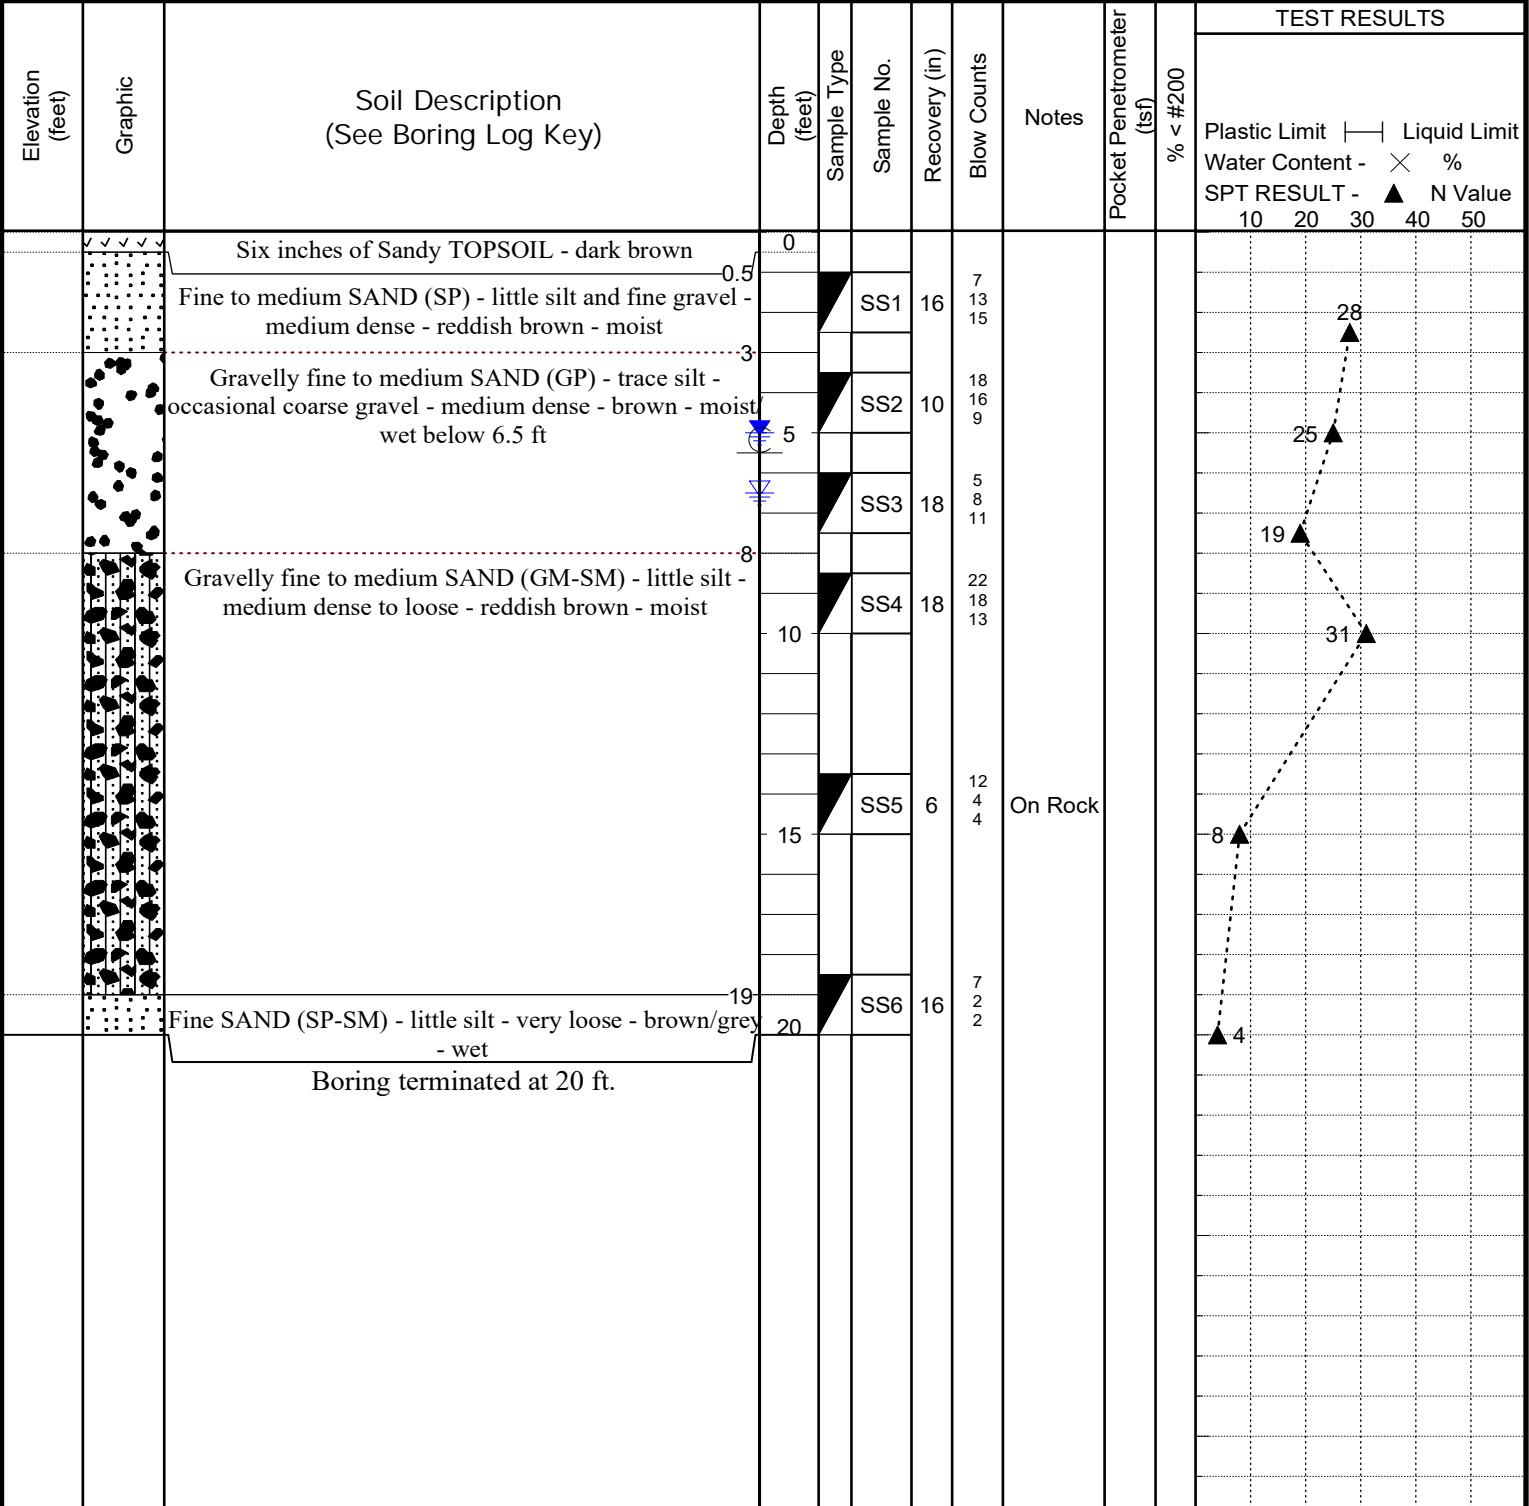 TEST RESULTS
Elevation
(feet)
Graphic
Soil Description
(See Boring Log Key)
Depth
(feet)
Sample Type
Sample No.
Recovery (in)
Blow Counts
Notes
Pocket Penetrometer
(tsf)
% < #200
Plastic Limit Liquid Limit
Water Content - %
SPT RESULT - N Value
10 20 30 40 50
Six inches of Sandy TOPSOIL - dark brown
0
0.5
Fine to medium SAND (SP) - little silt and fine gravel -
medium dense - reddish brown - moist
SS1 16
7
13
15
28
3
Gravelly fine to medium SAND (GP) - trace silt -
occasional coarse gravel - medium dense - brown - moist/
wet below 6.5 ft
5
SS2 10
18
16
9
25
SS3 18
5
8
11
19
8
Gravelly fine to medium SAND (GM-SM) - little silt -
medium dense to loose - reddish brown - moist
SS4 18
22
18
13
10
31
SS5 6
12
4
4
On Rock
15
8
19
Fine SAND (SP-SM) - little silt - very loose - brown/grey
- wet
20
SS6 16
7
2
2
4
Boring terminated at 20 ft.